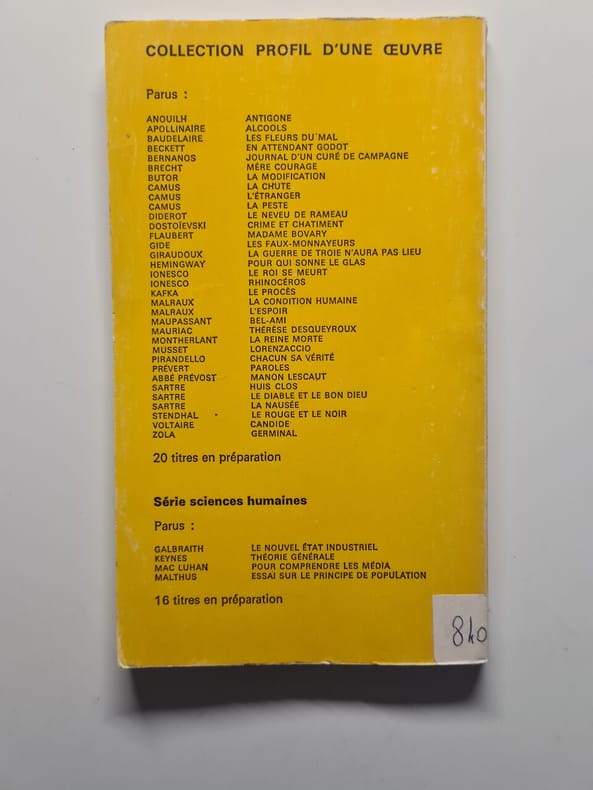 COLLECTION PROFIL D'UNE ŒUVRE
Parus :
ANOUILH ANTIGONE
APOLLINAIRE ALCOOLS
BAUDELAIRE LES FLEURS DU MAL
BECKETT EN ATTENDANT GODOT
BERNANOS JOURNAL D'UN CURÉ DE CAMPAGNE
BRECHT MÈRE COURAGE
BUTOR LA MODIFICATION
CAMUS LA CHUTE
CAMUS L'ÉTRANGER
CAMUS LA PESTE
DIDEROT LE NEVEU DE RAMEAU
DOSTOÏEVSKI CRIME ET CHATIMENT
FLAUBERT MADAME BOVARY
GIDE LES FAUX-MONNAYEURS
GIRAUDOUX LA GUERRE DE TROIE N'AURA PAS LIEU
HEMINGWAY POUR QUI SONNE LE GLAS
IONESCO LE ROI SE MEURT
IONESCO RHINOCÉROS
KAFKA LE PROCÈS
MALRAUX LA CONDITION HUMAINE
MALRAUX L'ESPOIR
MAUPASSANT BEL-AMI
MAURIAC THÉRÈSE DESQUEYROUX
MONTHERLANT LA REINE MORTE
MUSSET LORENZACCIO
PIRANDELLO CHACUN SA VÉRITÉ
PRÉVERT PAROLES
ABBÉ PRÉVOST MANON LESCAUT
SARTRE HUIS CLOS
SARTRE LE DIABLE ET LE BON DIEU
SARTRE LA NAUSÉE
STENDHAL LE ROUGE ET LE NOIR
VOLTAIRE CANDIDE
ZOLA GERMINAL
20 titres en préparation
Série sciences humaines
Parus :
GALBRAITH LE NOUVEL ÉTAT INDUSTRIEL
KEYNES THÉORIE GÉNÉRALE
MAC LUHAN POUR COMPRENDRE LES MÉDIA
MALTHUS ESSAI SUR LE PRINCIPE DE POPULATION
16 titres en préparation
840